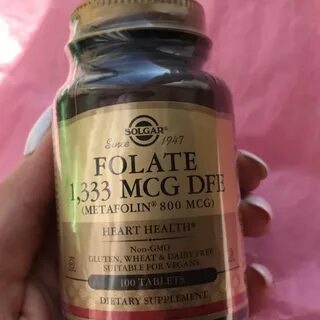 SOLGAR®
Since 1947
FOLATE
1,333 MCG DFE
(METAFOLIN® 800 MCG)
HEART HEALTH*
Non-GMO
GLUTEN, WHEAT & DAIRY FREE
SUITABLE FOR VEGANS
100 TABLETS
DIETARY SUPPLEMENT